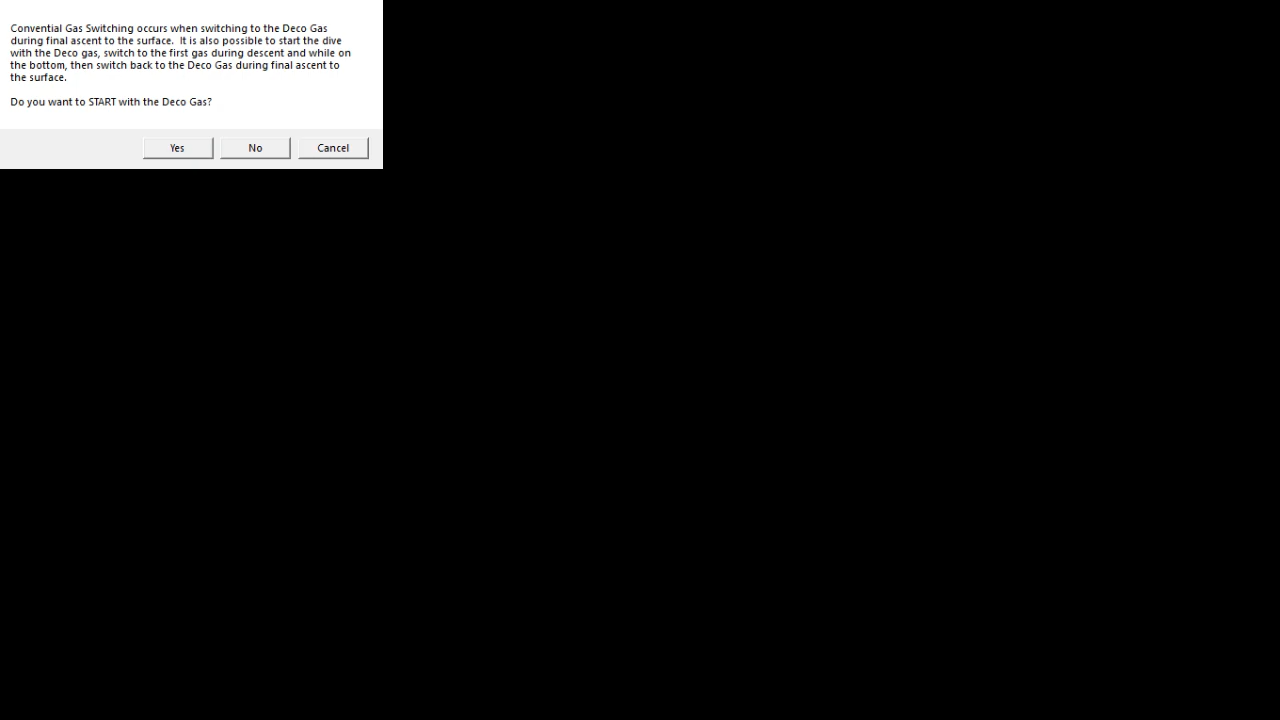 Convential Gas Switching occurs when switching to the Deco Gas
during final ascent to the surface.  It is also possible to start the dive
with the Deco gas, switch to the first gas during descent and while on
the bottom, then switch back to the Deco Gas during final ascent to
the surface.
Do you want to START with the Deco Gas?
Yes
No
Cancel